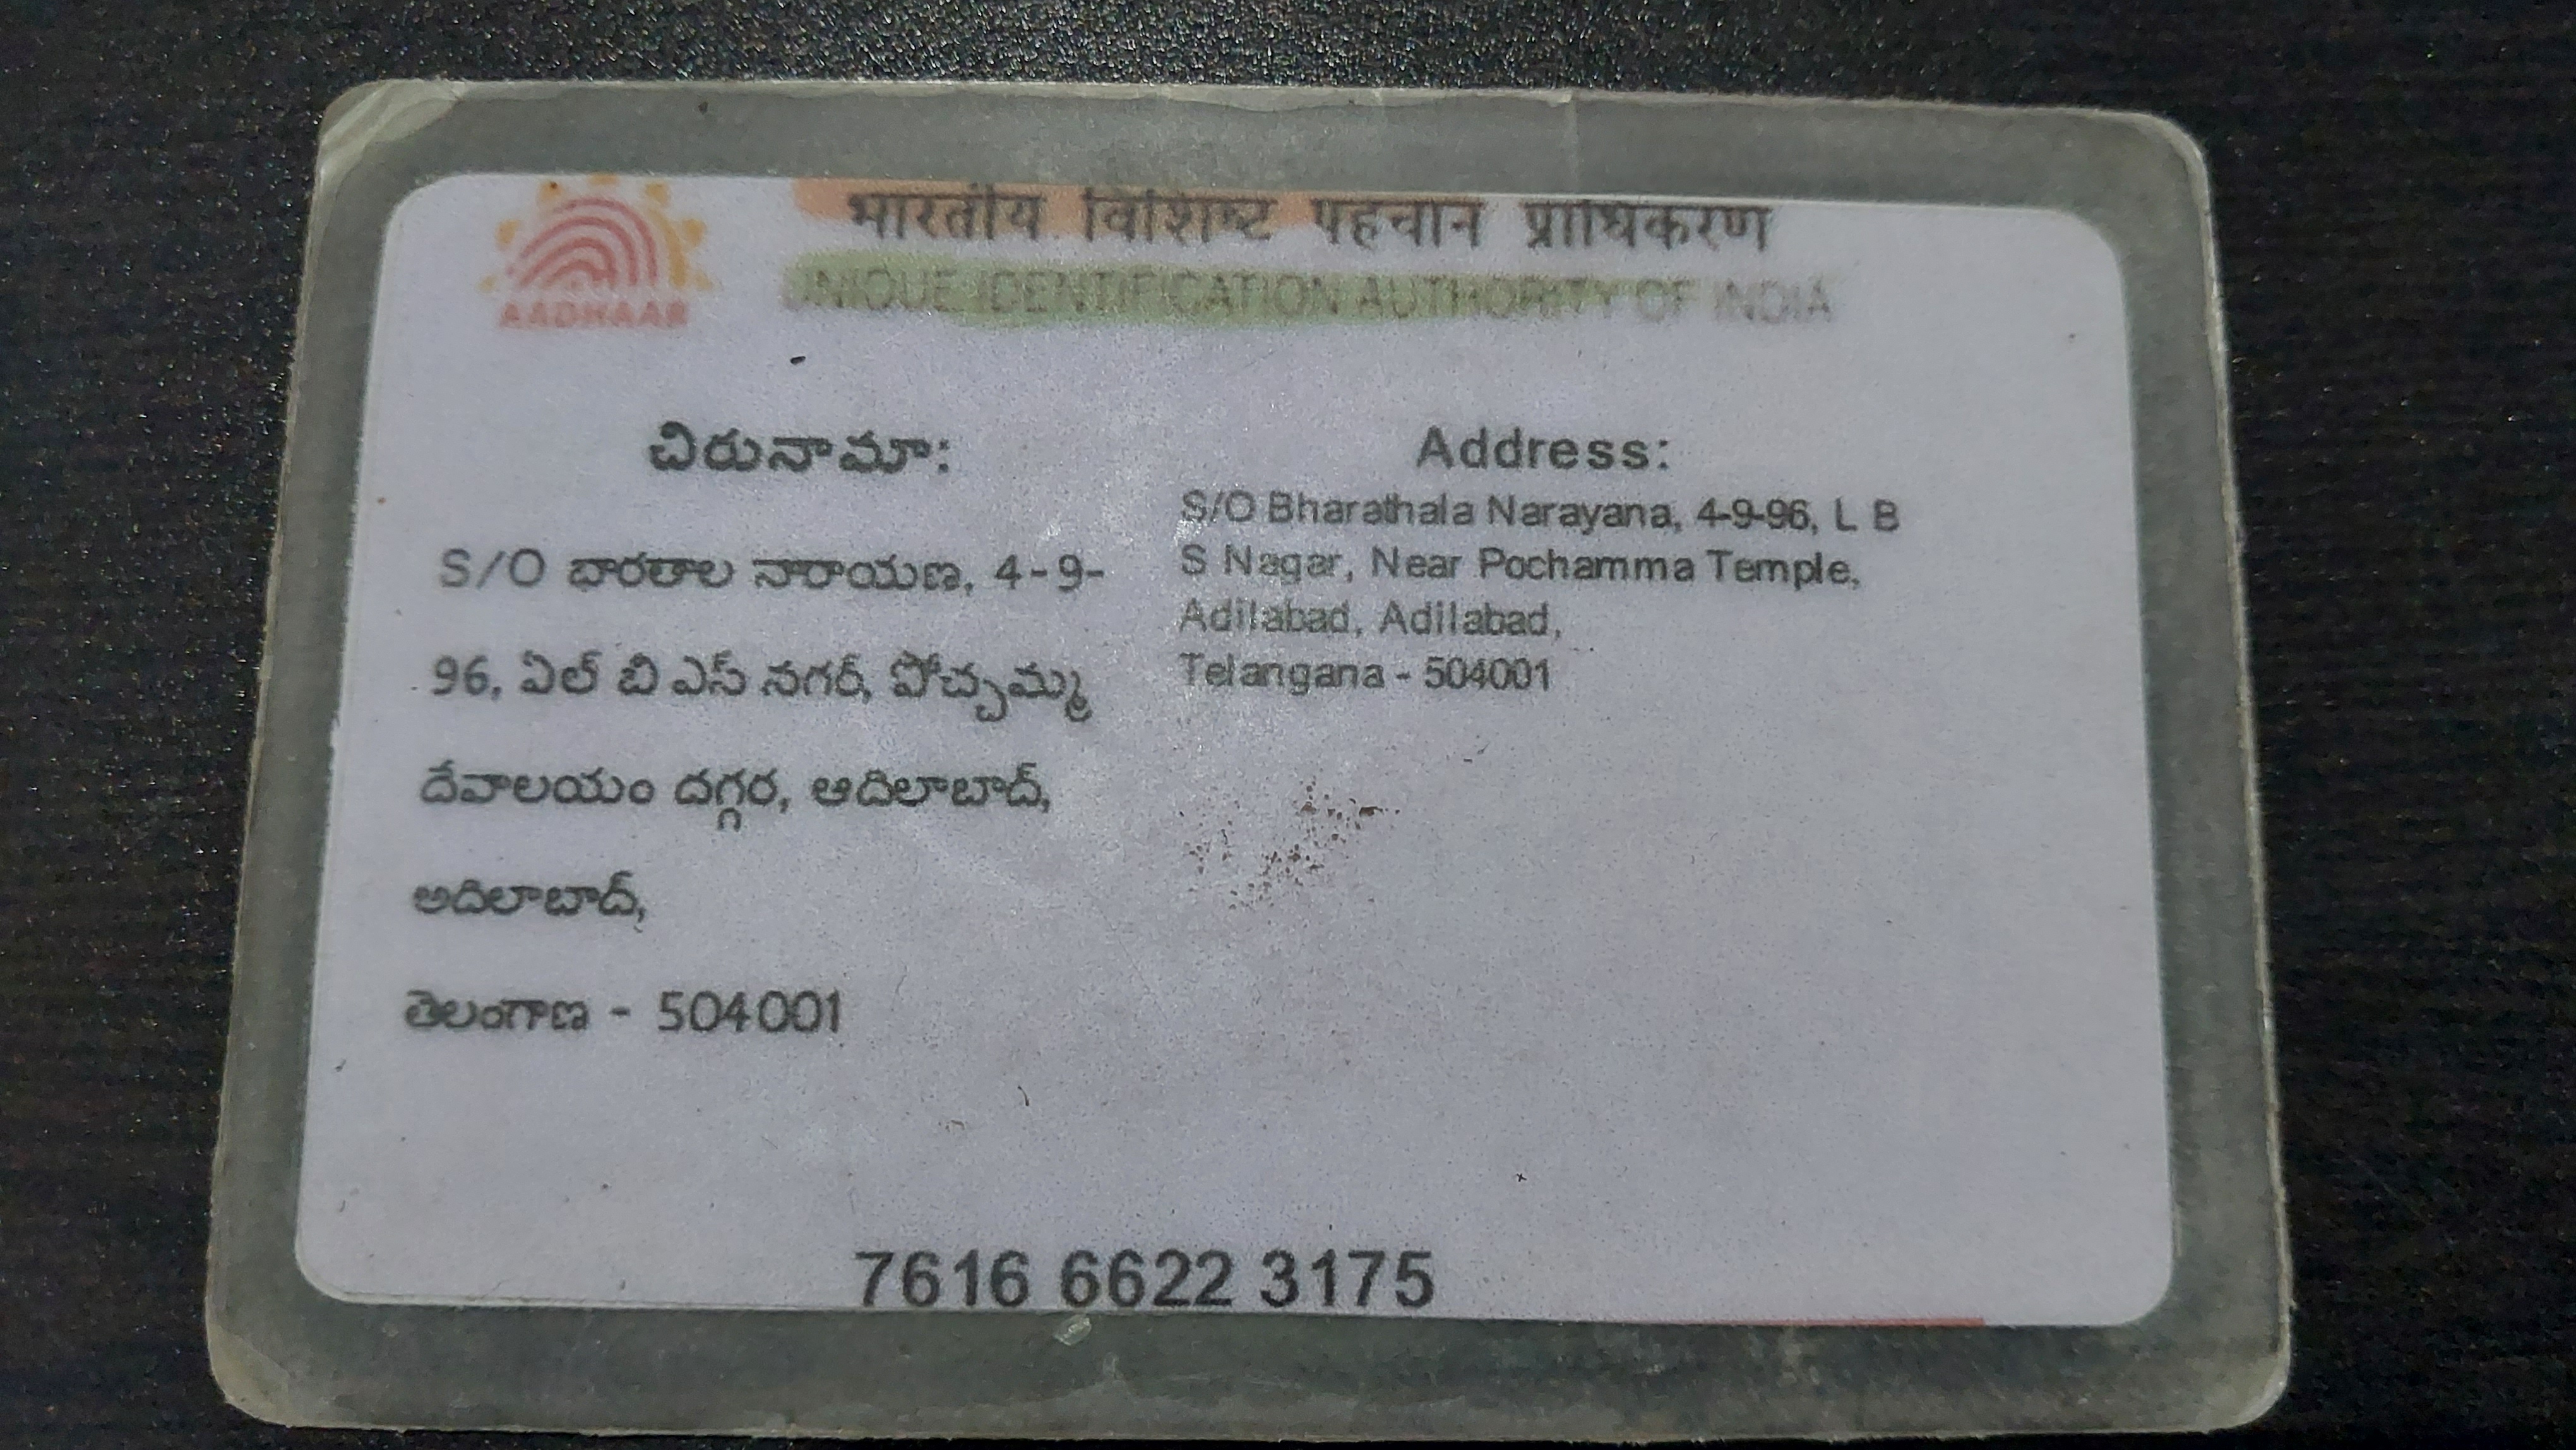 भारतीय विशिष्ट पहचान प्राधिकरण
UNIQUE IDENTIFICATION AUTHORITY OF INDIA
AADHAAR
చిరునామా:
S/O భారతాల నారాయణ, 4-9-
96, ఏల్ బి ఎస్ నగర్, పోచ్చమ్మ
దేవాలయం దగ్గర, ఆదిలాబాద్,
అదిలాబాద్,
తెలంగాణ - 504001
Address:
S/O Bharathala Narayana, 4-9-96, L B
S Nagar, Near Pochamma Temple,
Adilabad, Adilabad,
Telangana - 504001
7616 6622 3175